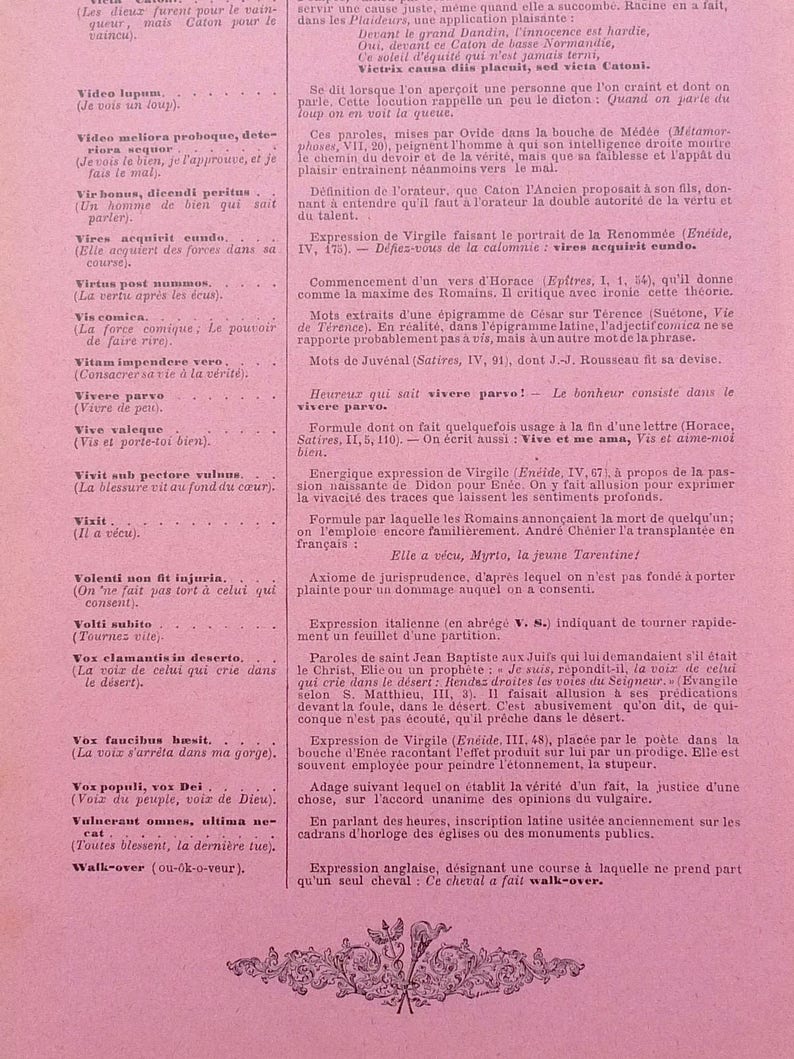 (Les dieux furent pour le vain-
queur, mais Caton pour le
vaincu).
servir une cause juste, même quand elle a succombé. Racine en a fait,
dans les Plaideurs, une application plaisante :
Devant le grand Dandin, l'innocence est hardie,
Oui, devant ce Caton de basse Normandie,
Ce soleil d'équité qui n'est jamais terni,
Victrix causa diis placuit, sed victa Catoni.
Video lupum. . . . . . . .
(Je vois un loup).
Se dit lorsque l'on aperçoit une personne que l'on craint et dont on
parle. Cette locution rappelle un peu le dicton : Quand on parle du
loup on en voit la queue.
Video meliora proboque, dete-
riora sequor . . . . . . .
(Je vois le bien, je l'approuve, et je
fais le mal).
Ces paroles, mises par Ovide dans la bouche de Médée (Métamor-
phoses, VII, 20), peignent l'homme à qui son intelligence droite montre
le chemin du devoir et de la vérité, mais que sa faiblesse et l'appât du
plaisir entraînent néanmoins vers le mal.
Vir bonus, dicendi peritus . .
(Un homme de bien qui sait
parler).
Définition de l'orateur, que Caton l'Ancien proposait à son fils, don-
nant à entendre qu'il faut à l'orateur la double autorité de la vertu et
du talent.
Vires acquirit eundo. . . .
(Elle acquiert des forces dans sa
course).
Expression de Virgile faisant le portrait de la Renommée (Enéide,
IV, 175). — Défiez-vous de la calomnie : vires acquirit eundo.
Virtus post nummos. . . . .
(La vertu après les écus).
Commencement d'un vers d'Horace (Epîtres, I, 1, 54), qu'il donne
comme la maxime des Romains. Il critique avec ironie cette théorie.
Vis comica. . . . . . . . .
(La force comique ; Le pouvoir
de faire rire).
Mots extraits d'une épigramme de César sur Térence (Suétone, Vie
de Térence). En réalité, dans l'épigramme latine, l'adjectif comica ne se
rapporte probablement pas à vis, mais à un autre mot de la phrase.
Vitam impendere vero. . . .
(Consacrer sa vie à la vérité).
Mots de Juvénal (Satires, IV, 91), dont J.-J. Rousseau fit sa devise.
Vivere parvo . . . . . . .
(Vivre de peu).
Heureux qui sait vivere parvo ! — Le bonheur consiste dans le
vivere parvo.
Vive valeque . . . . . . .
(Vis et porte-toi bien).
Formule dont on fait quelquefois usage à la fin d'une lettre (Horace,
Satires, II, 5, 110). — On écrit aussi : Vive et me ama, Vis et aime-moi
bien.
Vivit sub pectore vulnus. . .
(La blessure vit au fond du cœur).
Energique expression de Virgile (Enéide, IV, 67), à propos de la pas-
sion naissante de Didon pour Enée. On y fait allusion pour exprimer
la vivacité des traces que laissent les sentiments profonds.
Vixit . . . . . . . . . . .
(Il a vécu).
Formule par laquelle les Romains annonçaient la mort de quelqu'un ;
on l'emploie encore familièrement. André Chénier l'a transplantée en
français :
Elle a vécu, Myrto, la jeune Tarentine !
Volenti non fit injuria. . . .
(On ne fait pas tort à celui qui
consent).
Axiome de jurisprudence, d'après lequel on n'est pas fondé à porter
plainte pour un dommage auquel on a consenti.
Volti subito . . . . . . . .
(Tournez vite).
Expression italienne (en abrégé V. S.) indiquant de tourner rapide-
ment un feuillet d'une partition.
Vox clamantis in deserto. . .
(La voix de celui qui crie dans
le désert).
Paroles de saint Jean Baptiste aux Juifs qui lui demandaient s'il était
le Christ, Elie ou un prophète : « Je suis, répondit-il, la voix de celui
qui crie dans le désert : Rendez droites les voies du Seigneur. » (Evangile
selon S. Matthieu, III, 3). Il faisait allusion à ses prédications
devant la foule, dans le désert. C'est abusivement qu'on dit, de qui-
conque n'est pas écouté, qu'il prêche dans le désert.
Vox faucibus hæsit. . . . .
(La voix s'arrêta dans ma gorge).
Expression de Virgile (Enéide, III, 48), placée par le poète dans la
bouche d'Enée racontant l'effet produit sur lui par un prodige. Elle est
souvent employée pour peindre l'étonnement, la stupeur.
Vox populi, vox Dei . . . . .
(Voix du peuple, voix de Dieu).
Adage suivant lequel on établit la vérité d'un fait, la justice d'une
chose, sur l'accord unanime des opinions du vulgaire.
Vulnerant omnes, ultima ne-
cat . . . . . . . . . . .
(Toutes blessent, la dernière tue).
En parlant des heures, inscription latine usitée anciennement sur les
cadrans d'horloge des églises ou des monuments publics.
Walk-over (ou-ôk-o-veur).
Expression anglaise, désignant une course à laquelle ne prend part
qu'un seul cheval : Ce cheval a fait walk-over.